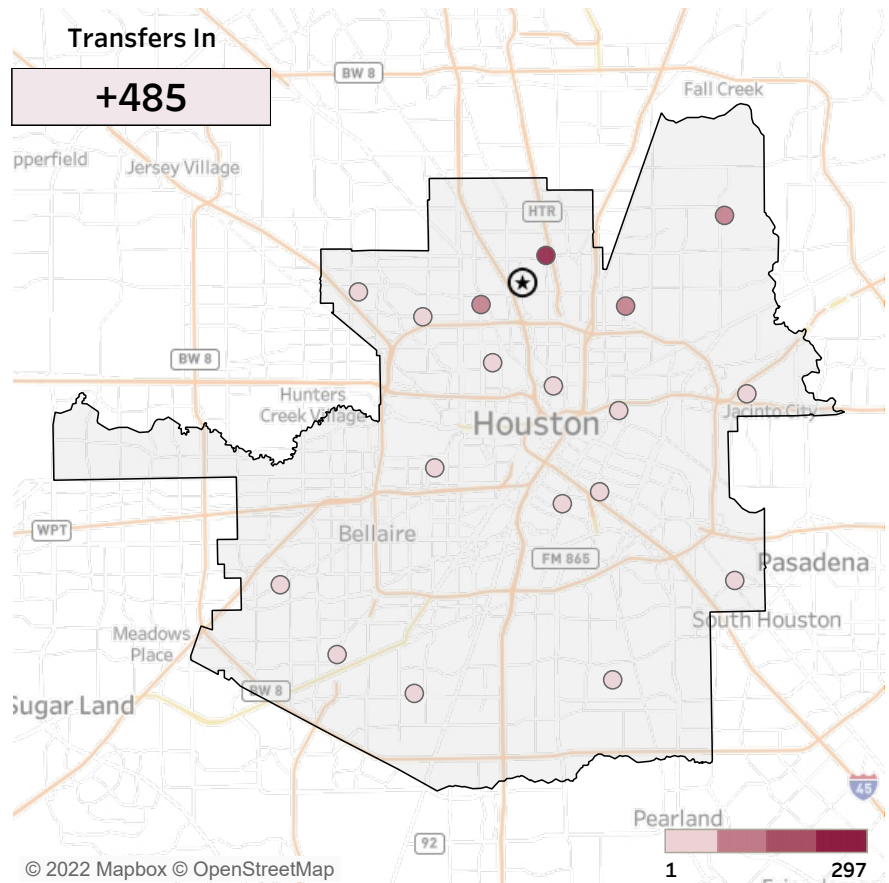 Transfers In
+485
BW 8
Fall Creek
pperfield
Jersey Village
HTR
BW 8
Hunters
Creek Village
Jacinto City
Houston
WPT
Bellaire
FM 865
Pasadena
South Houston
Meadows
Place
BW 8
Sugar Land
45
Pearland
92
1
297
© 2022 Mapbox © OpenStreetMap